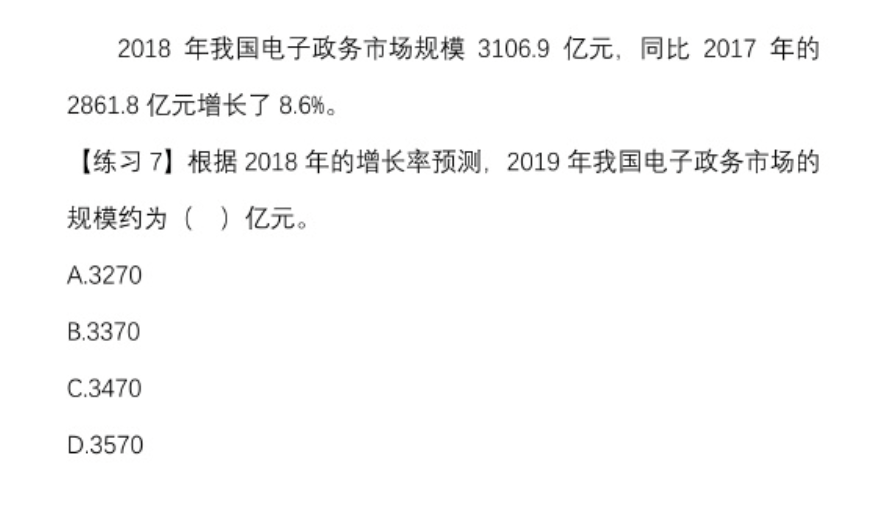 2018 年我国电子政务市场规模 3106.9 亿元，同比 2017 年的
2861.8 亿元增长了 8.6%。
【练习 7】根据 2018 年的增长率预测，2019 年我国电子政务市场的
规模约为（ ）亿元。
A.3270
B.3370
C.3470
D.3570